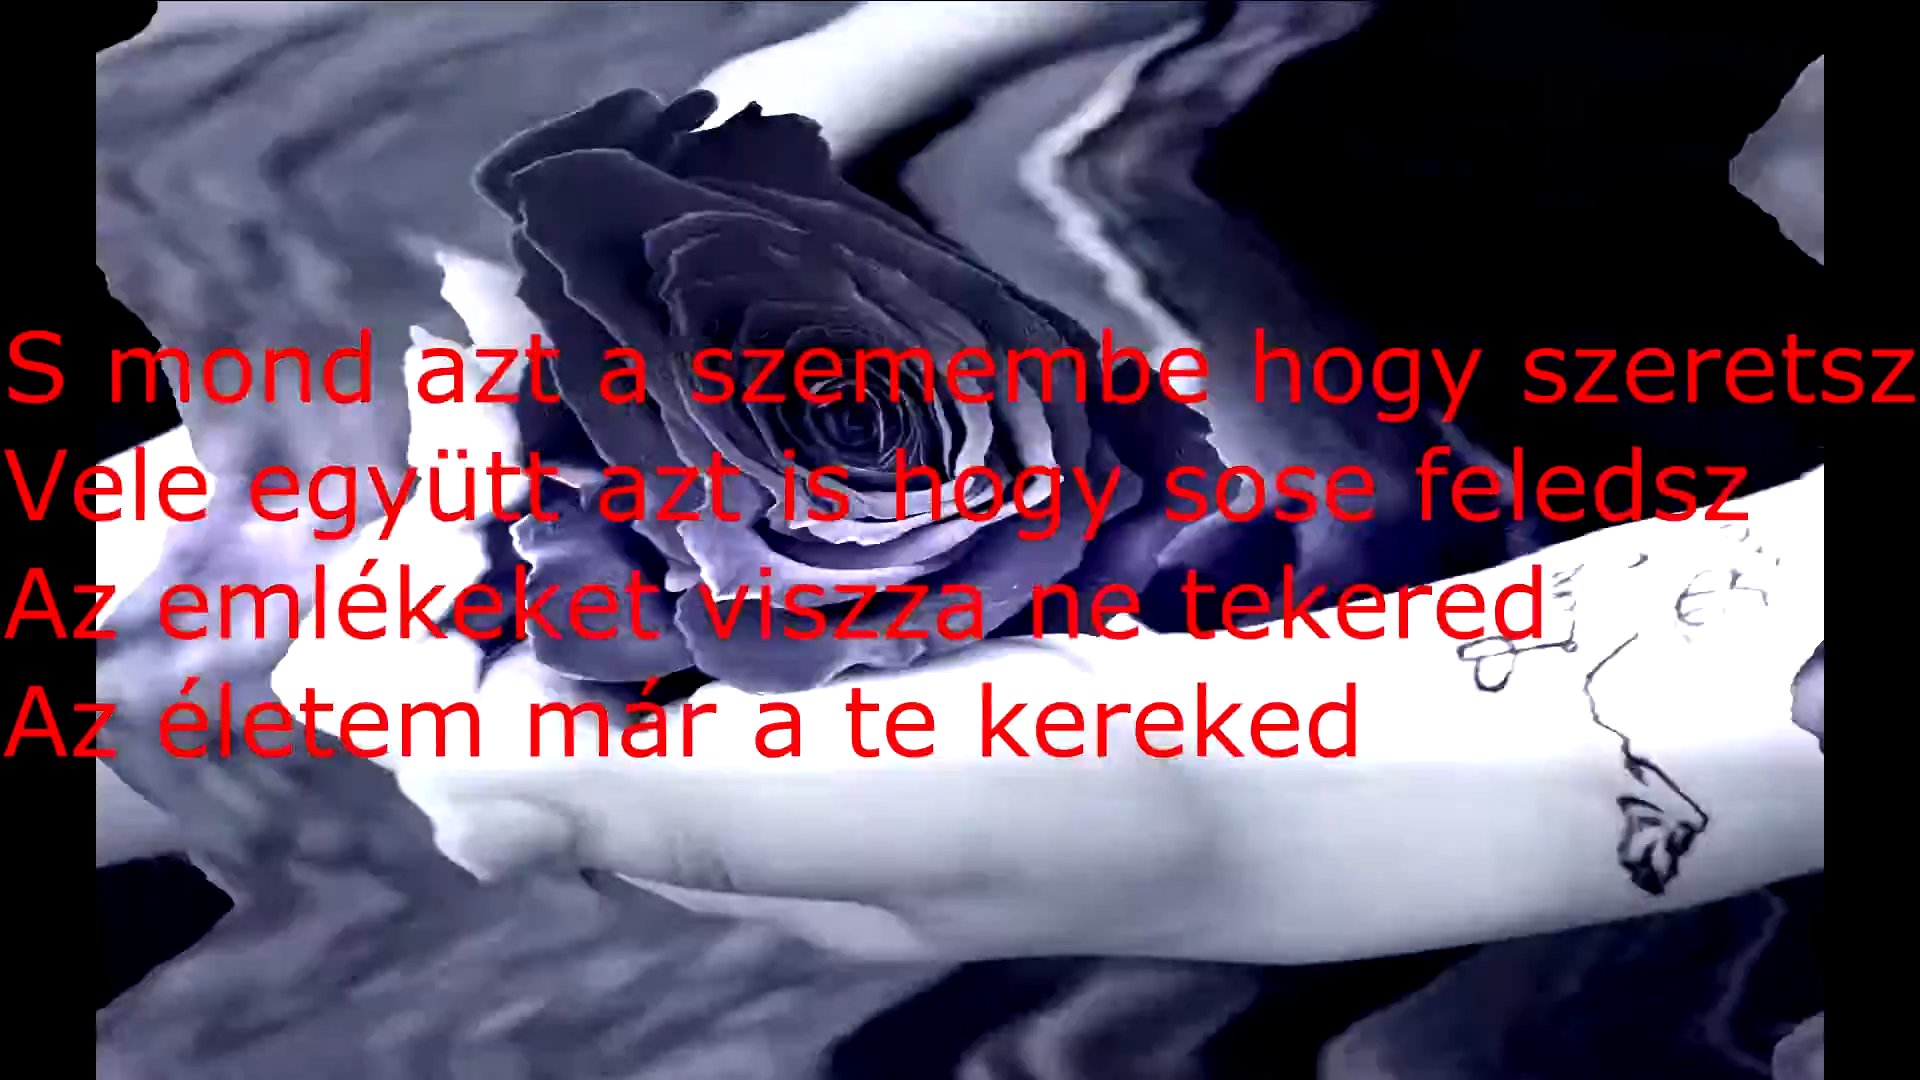 S mond azt a szemembe hogy szeretsz
Vele együtt azt is hogy sose feledsz
Az emlékeket viszza ne tekered
Az életem már a te kereked